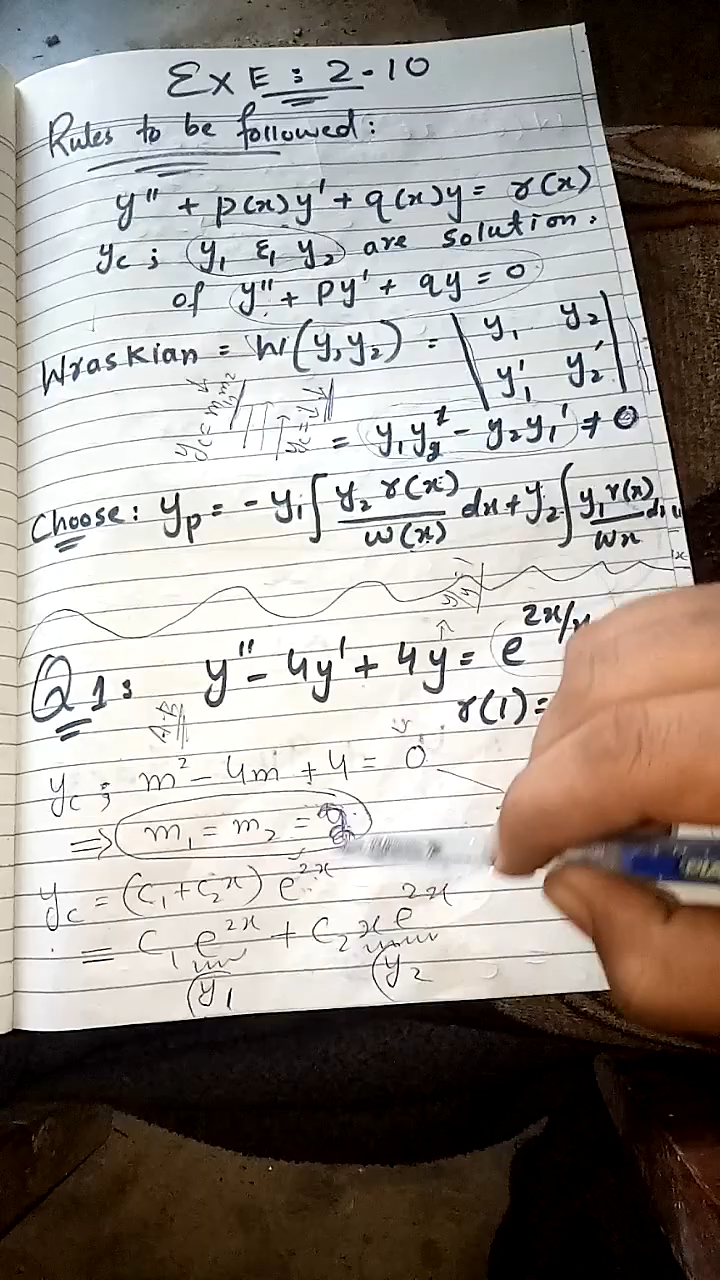 EXE: 2-10
Rules to be followed:
y" + p(x)y' + q(x)y = r(x)
yc ; y₁ & y₂ are solution.
of y" + Py' + qy = 0
Wraskian = W(y,y₂) = | y₁ y₂ |
| y₁' y₂' |
= y₁y₂' - y₂y₁' ≠ 0
Choose: yp = -y₁∫ y₂ r(x)/w(x) dx + y₂∫ y₁ r(x)/wx dx
Q1: y" - 4y' + 4y = e^2x/x
r(1) =
yc ; m² - 4m + 4 = 0
⇒ m₁ = m₂ =
yc = (c₁ + c₂x) e^2x
= c₁ e^2x + c₂ x e^2x
y₁ y₂